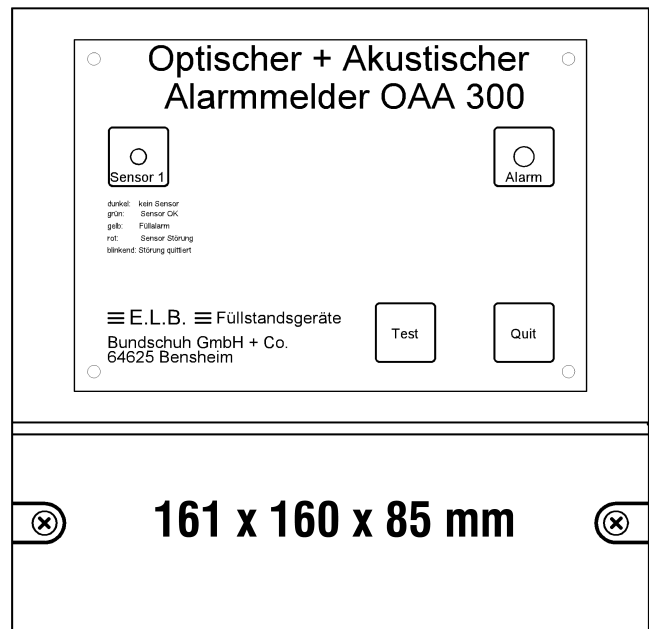 Optischer + Akustischer
Alarmmelder OAA 300
Sensor 1
Alarm
dunkel: kein Sensor
grün: Sensor OK
gelb: Füllalarm
rot: Sensor Störung
blinkend: Störung quittiert
E.L.B. Füllstandsgeräte
Bundschuh GmbH + Co.
64625 Bensheim
Test
Quit
161 x 160 x 85 mm